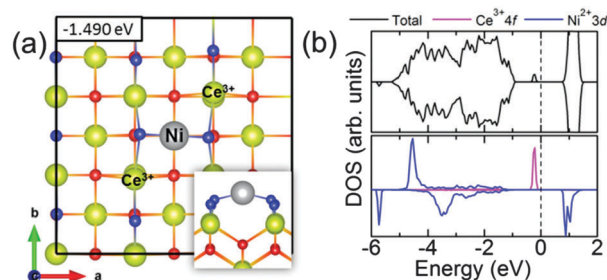 (a)
-1.490 eV
Ce³⁺
Ni
Ce³⁺
b
c
a
(b)
Total Ce³⁺ 4f Ni²⁺ 3d
DOS (arb. units)
-6 -4 -2 0 2
Energy (eV)